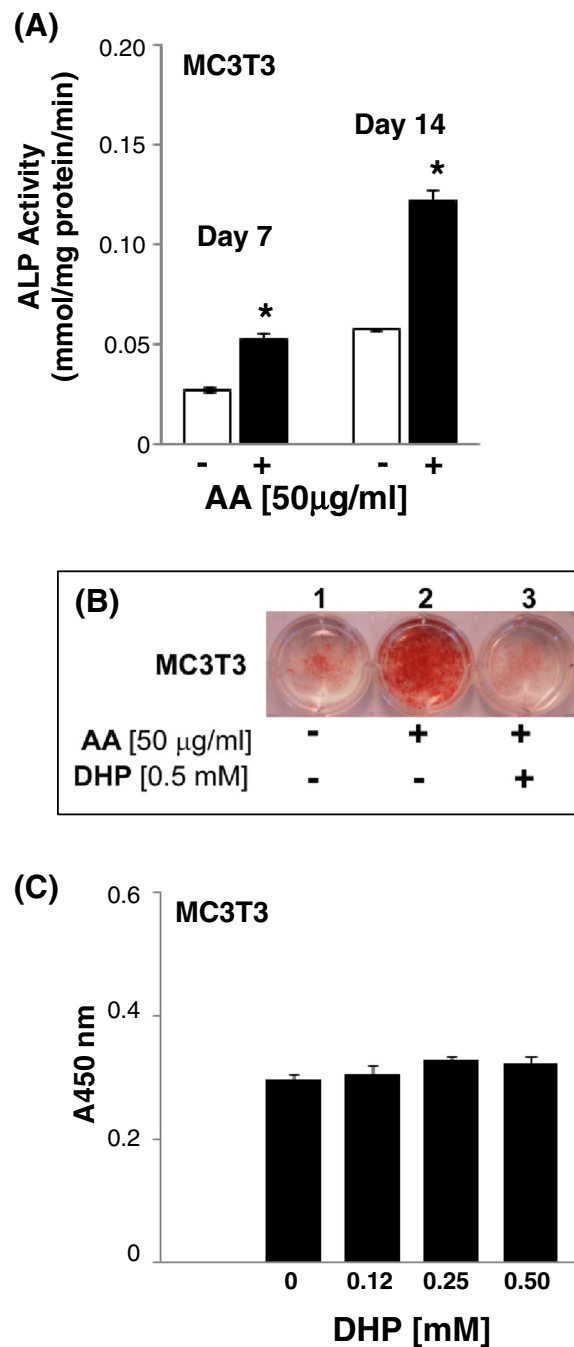 (A)
MC3T3
0.20
0.15
0.10
0.05
0
ALP Activity
(mmol/mg protein/min)
Day 7
Day 14
*
*
- + - +
AA [50μg/ml]
(B)
1 2 3
MC3T3
AA [50 μg/ml] - + +
DHP [0.5 mM] - - +
(C)
MC3T3
0.6
0.4
0.2
0
A450 nm
0 0.12 0.25 0.50
DHP [mM]